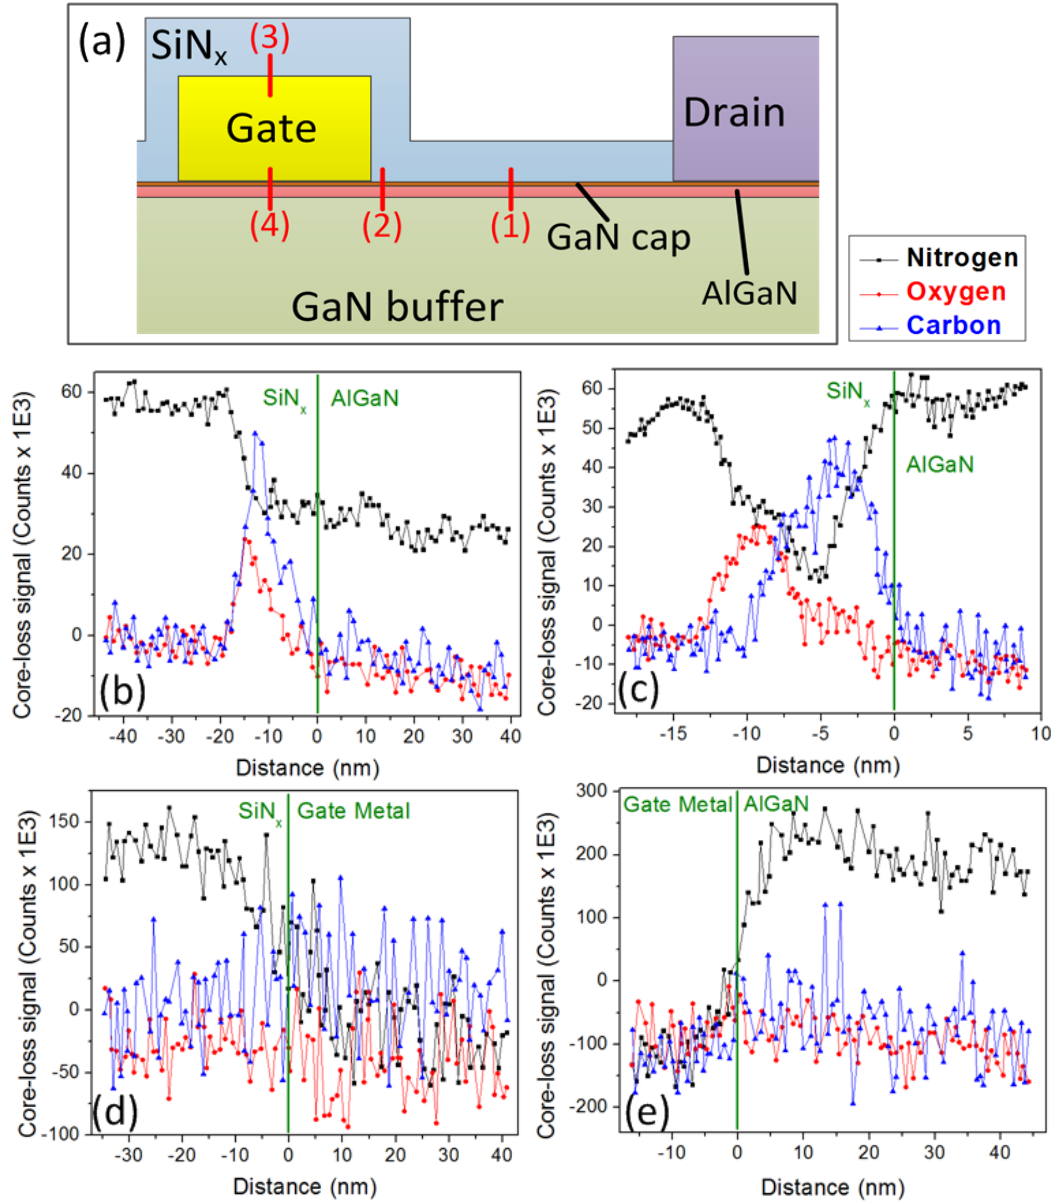 (a)
SiNx
(3)
Gate
Drain
(4)
(2)
(1)
GaN cap
AlGaN
GaN buffer
Nitrogen
Oxygen
Carbon
Core-loss signal (Counts x 1E3)
60
40
20
0
-20
SiNx
AlGaN
(b)
-40
-30
-20
-10
0
10
20
30
40
Distance (nm)
Core-loss signal (Counts x 1E3)
60
50
40
30
20
10
0
-10
-20
SiNx
AlGaN
(c)
-15
-10
-5
0
5
10
Distance (nm)
Core-loss signal (Counts x 1E3)
150
100
50
0
-50
-100
SiNx
Gate Metal
(d)
-30
-20
-10
0
10
20
30
40
Distance (nm)
Core-loss signal (Counts x 1E3)
300
200
100
0
-100
-200
Gate Metal
AlGaN
(e)
-10
0
10
20
30
40
Distance (nm)